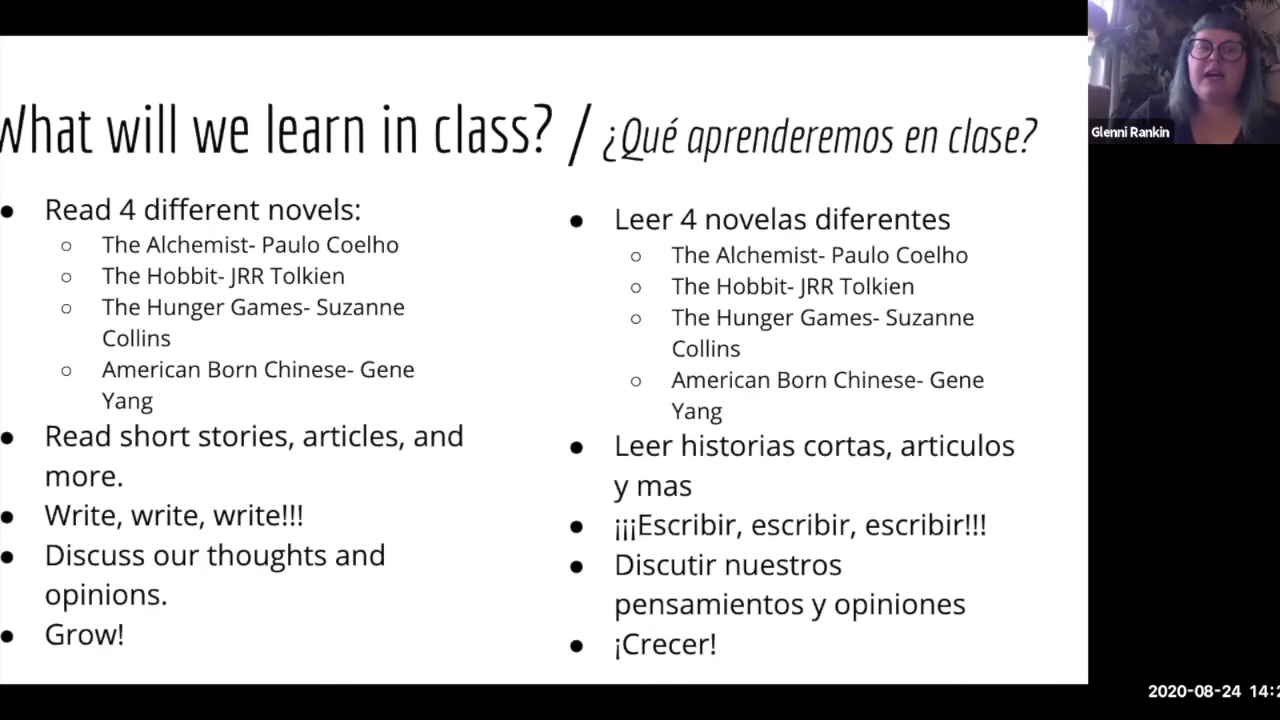 What will we learn in class? / ¿Qué aprenderemos en clase?
Read 4 different novels:
The Alchemist- Paulo Coelho
The Hobbit- JRR Tolkien
The Hunger Games- Suzanne
Collins
American Born Chinese- Gene
Yang
Read short stories, articles, and
more.
Write, write, write!!!
Discuss our thoughts and
opinions.
Grow!
Leer 4 novelas diferentes
The Alchemist- Paulo Coelho
The Hobbit- JRR Tolkien
The Hunger Games- Suzanne
Collins
American Born Chinese- Gene
Yang
Leer historias cortas, articulos
y mas
¡¡¡Escribir, escribir, escribir!!!
Discutir nuestros
pensamientos y opiniones
¡Crecer!
Glenni Rankin
2020-08-24